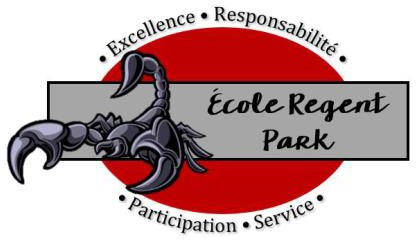 • Excellence • Responsabilité •
École Regent
Park
• Participation • Service •